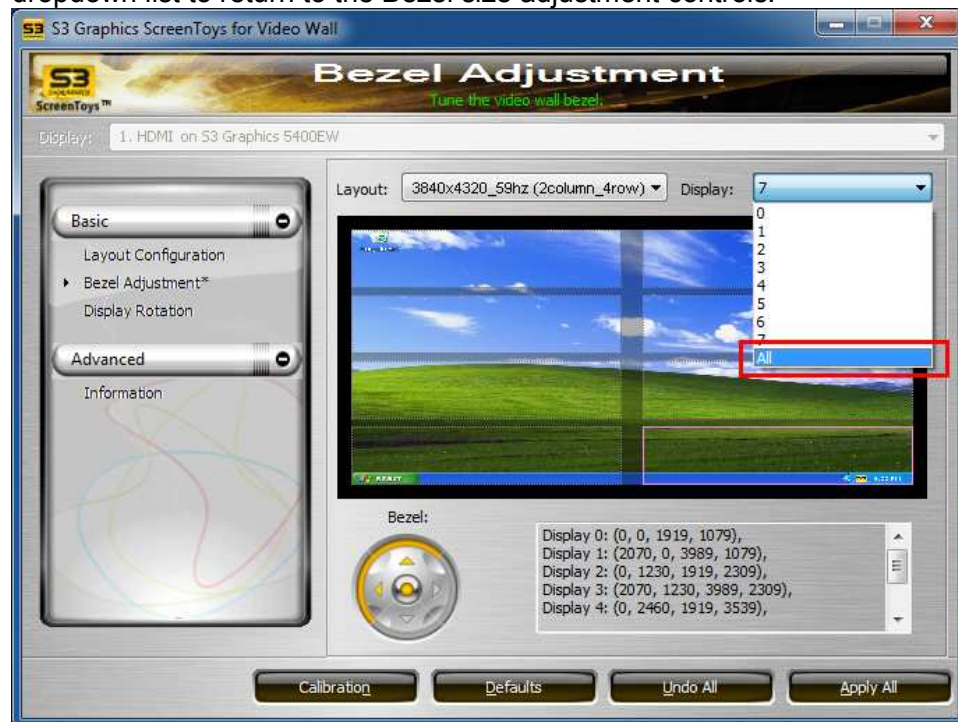 dropdown list to return to the Bezel size adjustment controls.
S3 S3 Graphics ScreenToys for Video Wall
S3
GRAPHICS
ScreenToys™
Bezel Adjustment
Tune the video wall bezel.
Display: 1. HDMI on S3 Graphics 5400EW
Layout: 3840x4320_59hz (2column_4row) Display: 7
0
1
2
3
4
5
6
7
All
Basic
Layout Configuration
Bezel Adjustment*
Display Rotation
Advanced
Information
START
Bezel:
Display 0: (0, 0, 1919, 1079),
Display 1: (2070, 0, 3989, 1079),
Display 2: (0, 1230, 1919, 2309),
Display 3: (2070, 1230, 3989, 2309),
Display 4: (0, 2460, 1919, 3539),
Calibration Defaults Undo All Apply All